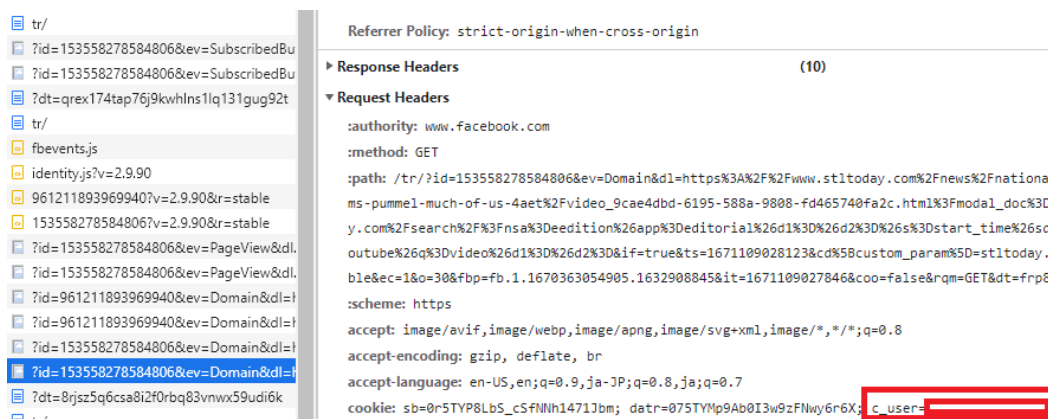 tr/
?id=153558278584806&ev=SubscribedBu
?id=153558278584806&ev=SubscribedBu
?dt=qrex174tap76j9kwhlns1lq131gug92t
tr/
fbevents.js
identity.js?v=2.9.90
961211893969940?v=2.9.90&r=stable
153558278584806?v=2.9.90&r=stable
?id=153558278584806&ev=PageView&dl.
?id=153558278584806&ev=PageView&dl.
?id=961211893969940&ev=Domain&dl=h
?id=961211893969940&ev=Domain&dl=h
?id=153558278584806&ev=Domain&dl=h
?id=153558278584806&ev=Domain&dl=h
?dt=8rjsz5q6csa8i2f0rbq83vnwx59udi6k
Referrer Policy: strict-origin-when-cross-origin
Response Headers (10)
Request Headers
:authority: www.facebook.com
:method: GET
:path: /tr/?id=153558278584806&ev=Domain&dl=https%3A%2F%2Fwww.stltoday.com%2Fnews%2Fnationa
ms-pummel-much-of-us-4aet%2Fvideo_9cae4dbd-6195-588a-9808-fd465740fa2c.html%3Fmodal_doc%3D
y.com%2Fsearch%2F%3Fnsa%3Deedition%26app%3Deditorial%26d1%3D%26d2%3D%26s%3Dstart_time%26sd
outube%26q%3Dvideo%26d1%3D%26d2%3D&if=true&ts=1671109028123&cd%5Bcustom_param%5D=stltoday.
ble&ec=1&o=30&fbp=fb.1.1670363054905.1632908845&it=1671109027846&coo=false&rqm=GET&dt=frp8
:scheme: https
accept: image/avif,image/webp,image/apng,image/svg+xml,image/*,*/*;q=0.8
accept-encoding: gzip, deflate, br
accept-language: en-US,en;q=0.9,ja-JP;q=0.8,ja;q=0.7
cookie: sb=0r5TYP8LbS_cSfNNh1471Jbm; datr=075TYMp9Ab0I3w9zFNwy6r6X; c_user=